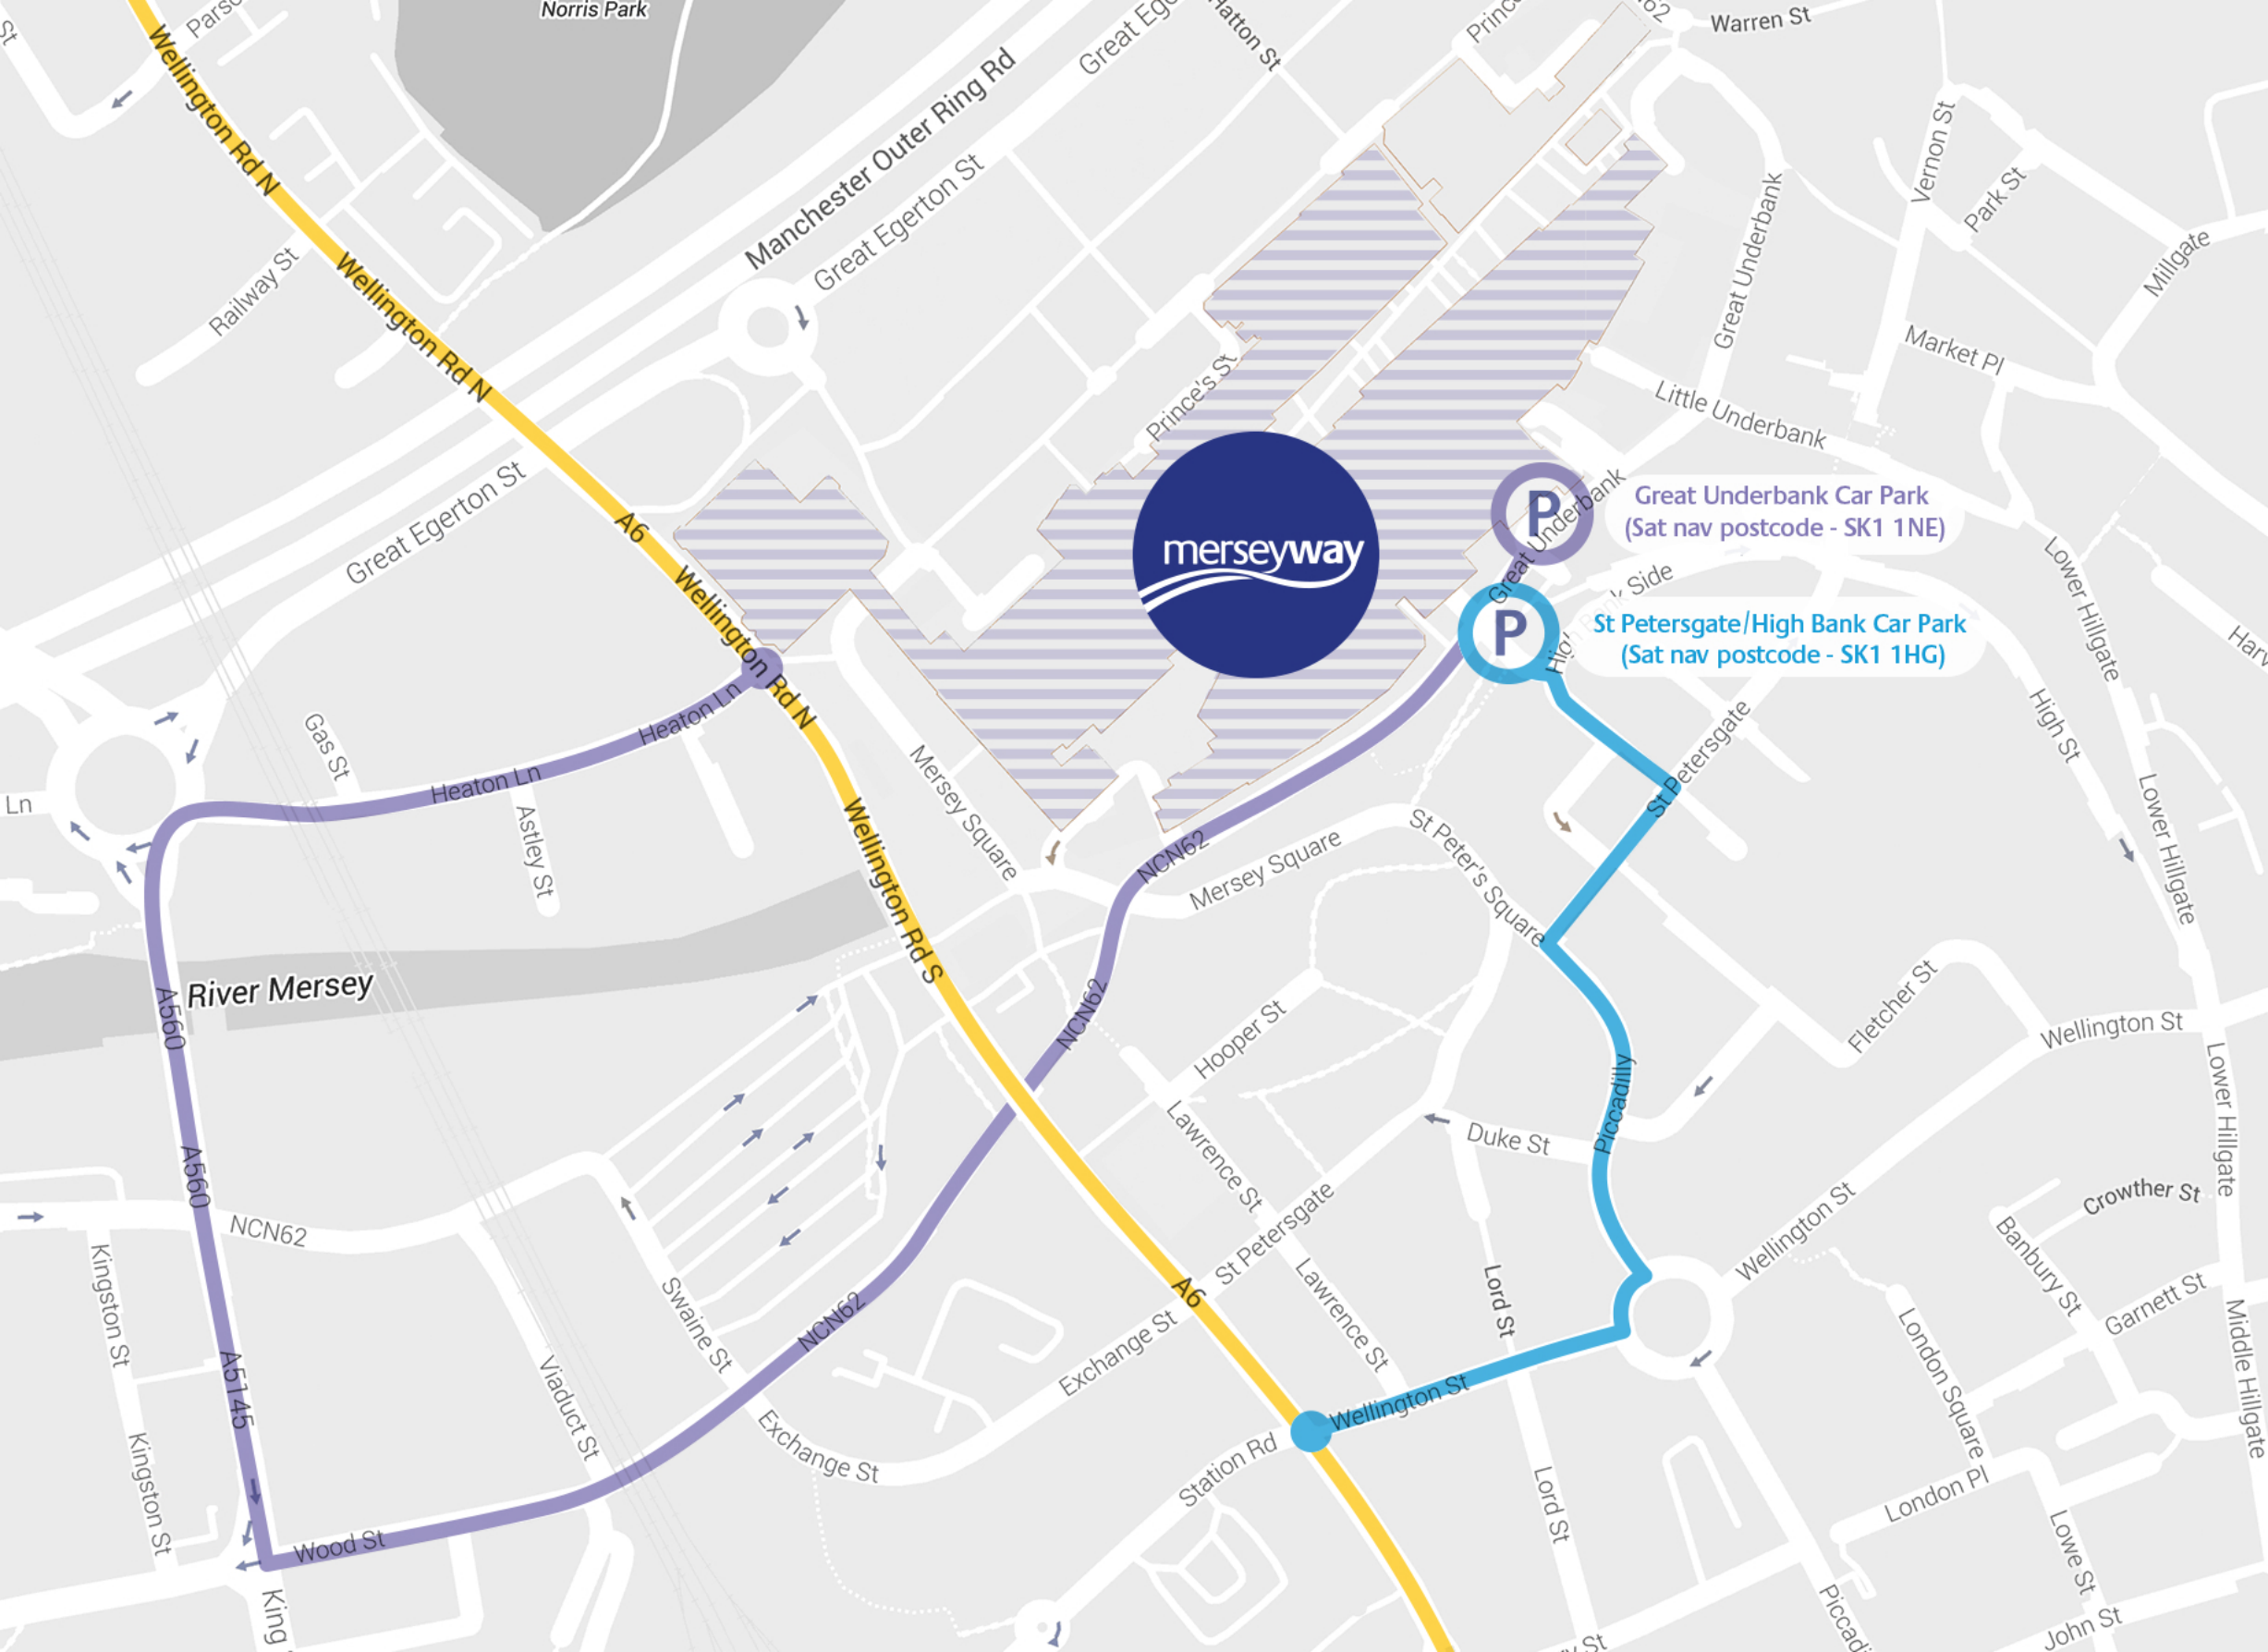 Norris Park
Warren St
Hatton St
Wellington Rd N
Manchester Outer Ring Rd
Great Egerton St
Vernon St
Park St
Millgate
Great Underbank
Railway St
Wellington Rd N
Market Pl
Prince's St
Little Underbank
Great Egerton St
A6
merseyway
P
Great Underbank
Great Underbank Car Park
(Sat nav postcode - SK1 1NE)
P
St Petersgate/High Bank Car Park
(Sat nav postcode - SK1 1HG)
Side
Lower Hillgate
Wellington Rd N
Heaton Ln
Gas St
Heaton Ln
Ln
Astley St
Mersey Square
St Petersgate
High St
Lower Hillgate
Wellington Rd S
NCN62
Mersey Square
St Peter's Square
River Mersey
A560
NCN62
Hooper St
Fletcher St
Wellington St
Piccadilly
Lower Hillgate
Lawrence St
Duke St
A560
NCN62
St Petersgate
Wellington St
Crowther St
Banbury St
Kingston St
Swaine St
NCN62
A6
Lawrence St
Lord St
Garnett St
London Square
Middle Hillgate
A5145
Viaduct St
Exchange St
Wellington St
Exchange St
Station Rd
Kingston St
Lord St
London Pl
Wood St
Lowe St
King
John St